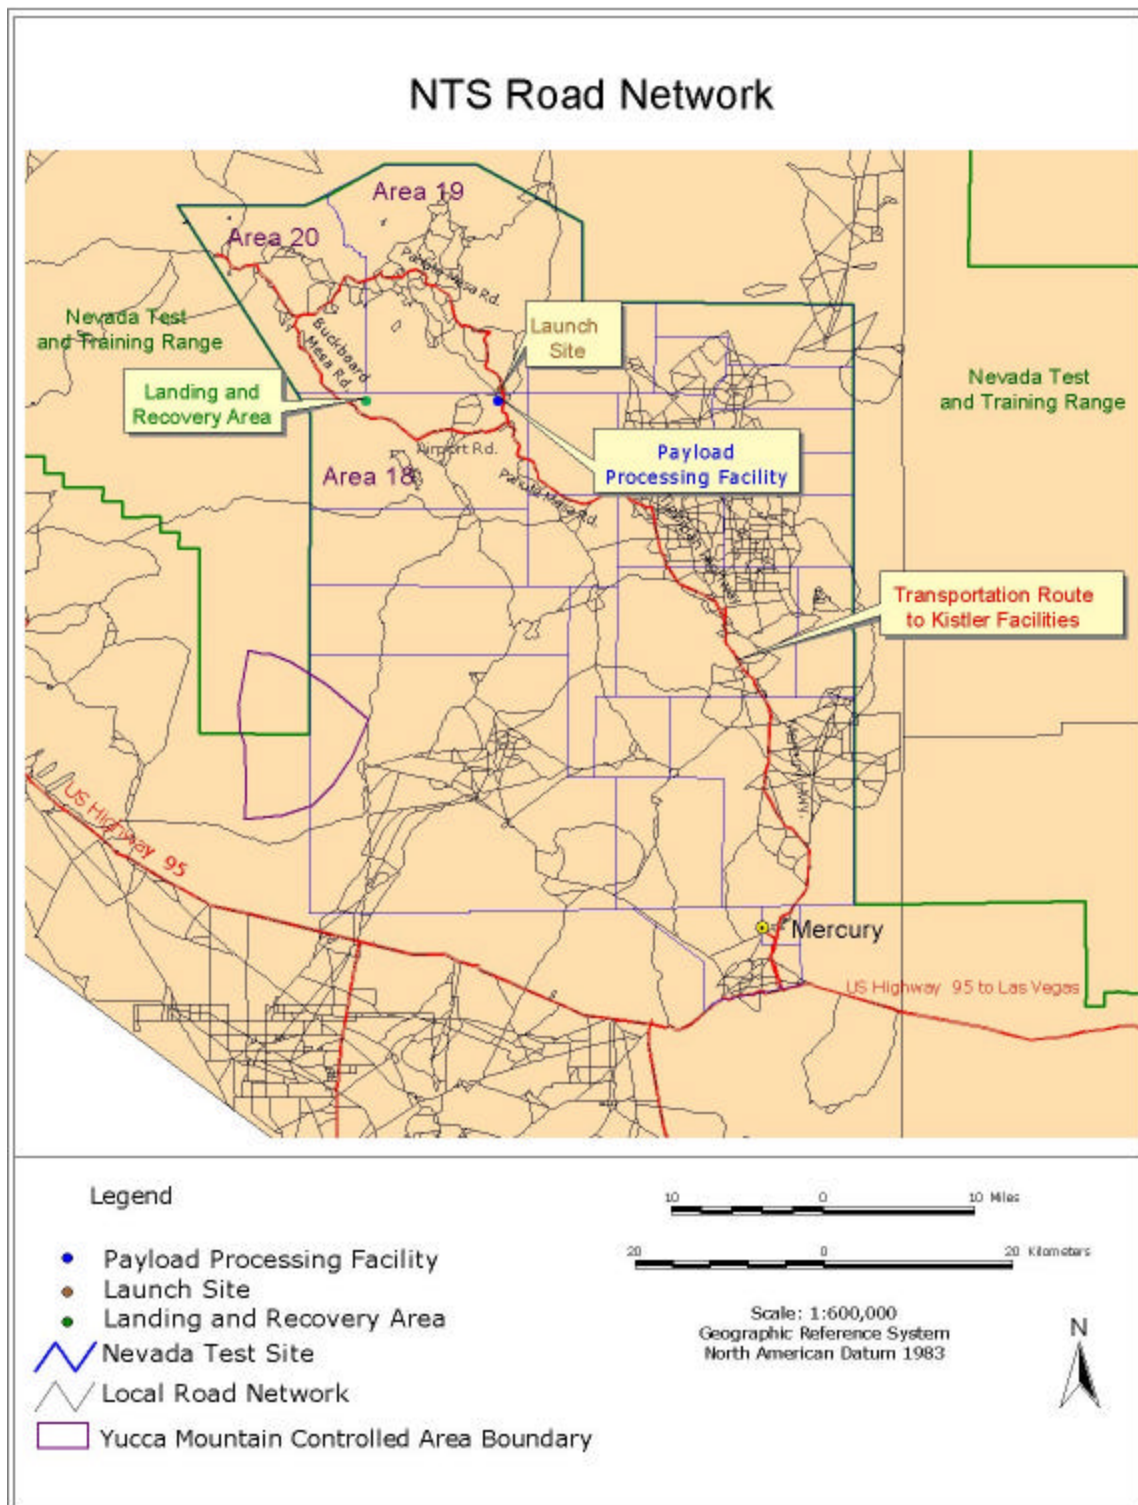 NTS Road Network
Area 19
Area 20
Pahute Mesa Rd.
Nevada Test
and Training Range
Buckboard
Mesa Rd.
Launch
Site
Landing and
Recovery Area
Nevada Test
and Training Range
Airport Rd.
Payload
Processing Facility
Area 18
Pahute Mesa Rd.
Highway
Transportation Route
to Kistler Facilities
US Highway 95
Mercury
US Highway 95 to Las Vegas
Legend
Payload Processing Facility
Launch Site
Landing and Recovery Area
Nevada Test Site
Local Road Network
Yucca Mountain Controlled Area Boundary
10 0 10 Miles
20 0 20 Kilometers
Scale: 1:600,000
Geographic Reference System
North American Datum 1983
N